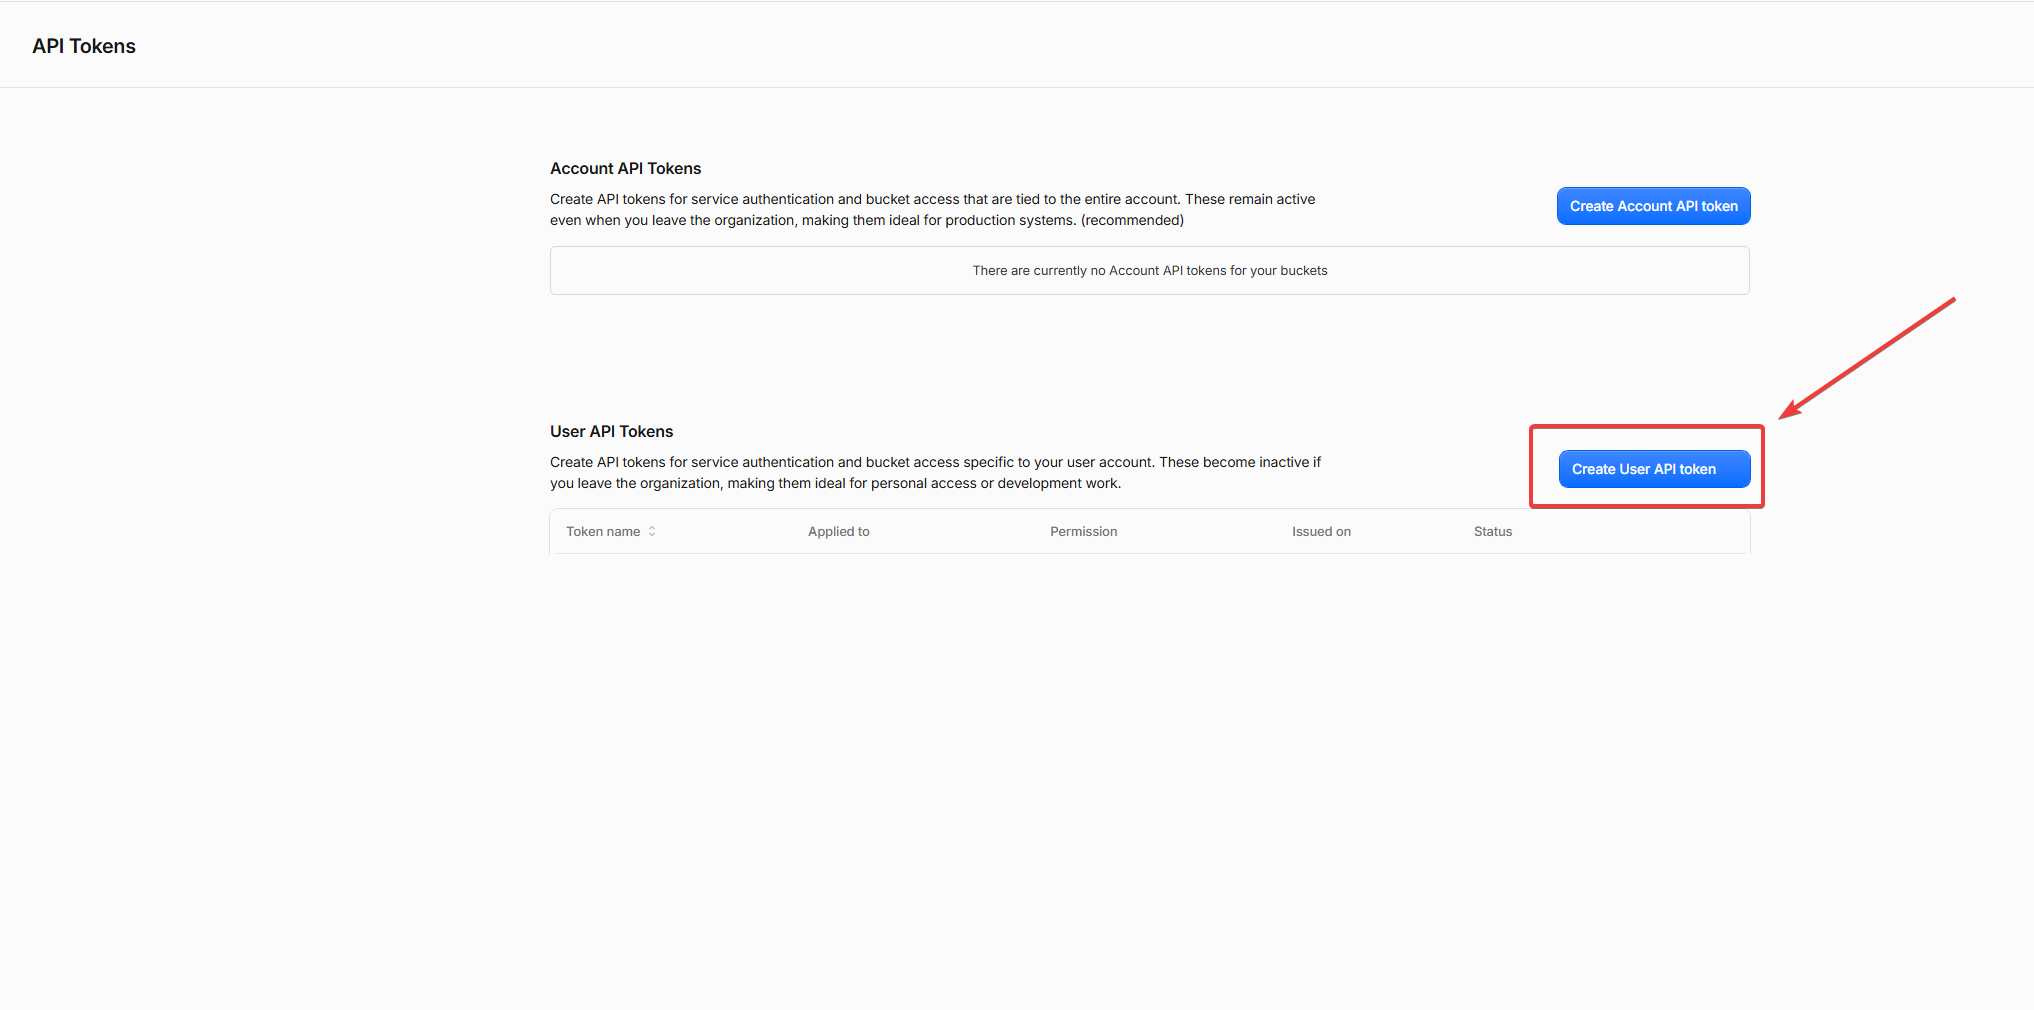 API Tokens
Account API Tokens
Create API tokens for service authentication and bucket access that are tied to the entire account. These remain active
even when you leave the organization, making them ideal for production systems. (recommended)
Create Account API token
There are currently no Account API tokens for your buckets
User API Tokens
Create API tokens for service authentication and bucket access specific to your user account. These become inactive if
you leave the organization, making them ideal for personal access or development work.
Create User API token
Token name Applied to Permission Issued on Status